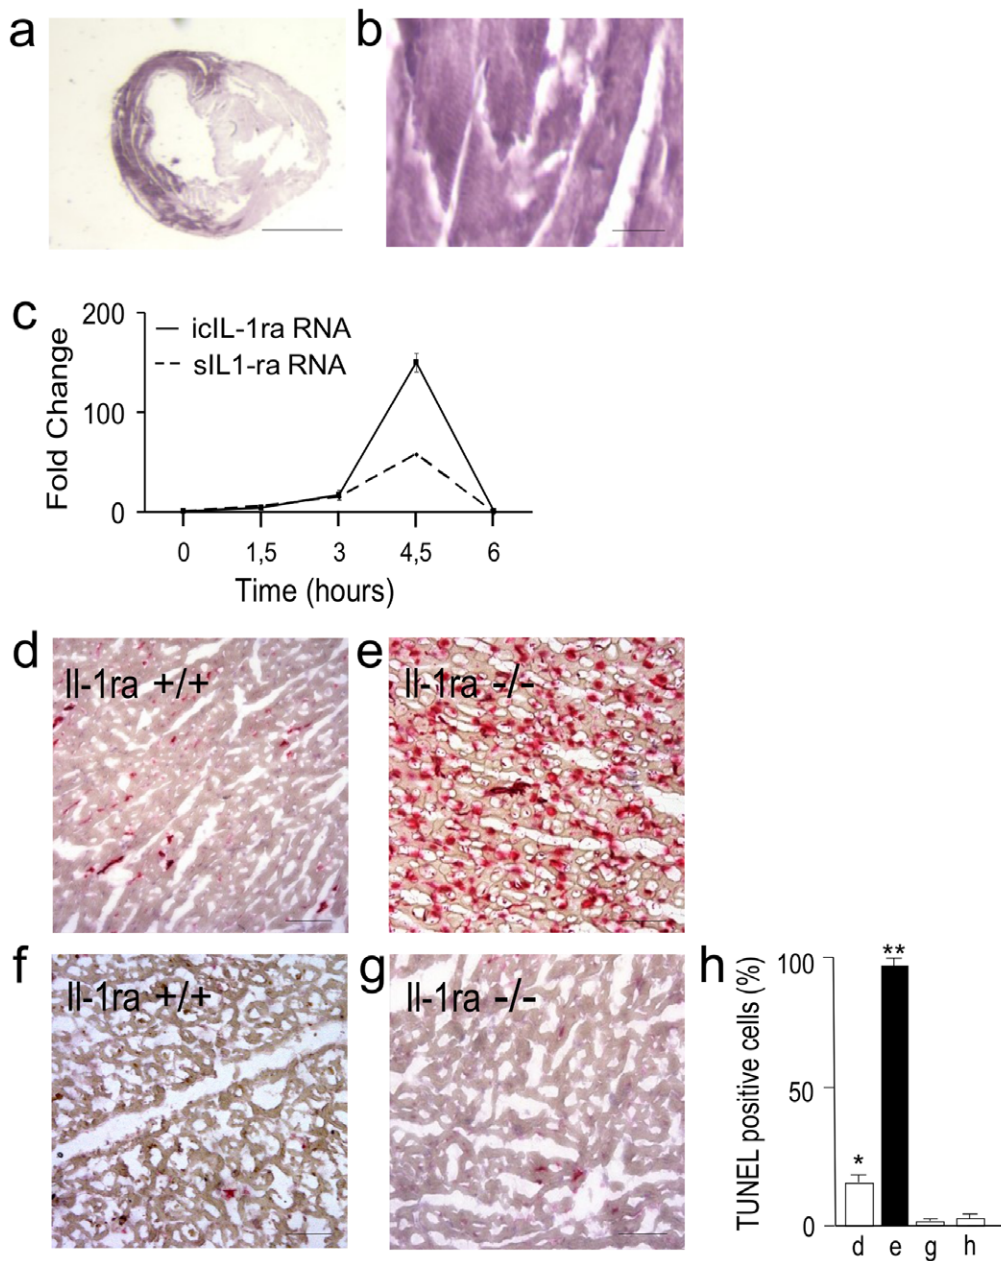 a
b
c
200
100
0
Fold Change
icIL-1ra RNA
sIL1-ra RNA
0 1,5 3 4,5 6
Time (hours)
d
Il-1ra +/+
e
Il-1ra -/-
f
Il-1ra +/+
g
Il-1ra -/-
h
TUNEL positive cells (%)
100
50
0
*
**
d e g h